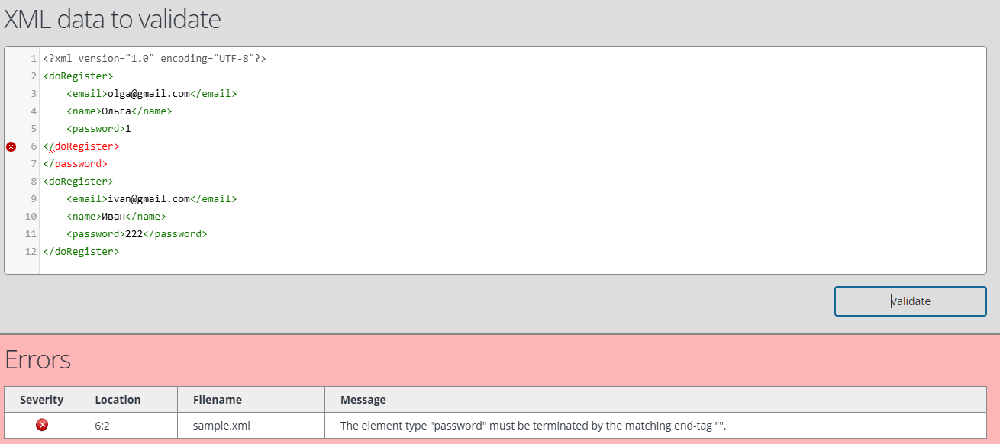 XML data to validate
1 <?xml version="1.0" encoding="UTF-8"?>
2 <doRegister>
3 <email>olga@gmail.com</email>
4 <name>Ольга</name>
5 <password>1
6 </doRegister>
7 </password>
8 <doRegister>
9 <email>ivan@gmail.com</email>
10 <name>Иван</name>
11 <password>222</password>
12 </doRegister>
Validate
Errors
Severity Location Filename Message
6:2 sample.xml The element type "password" must be terminated by the matching end-tag "".